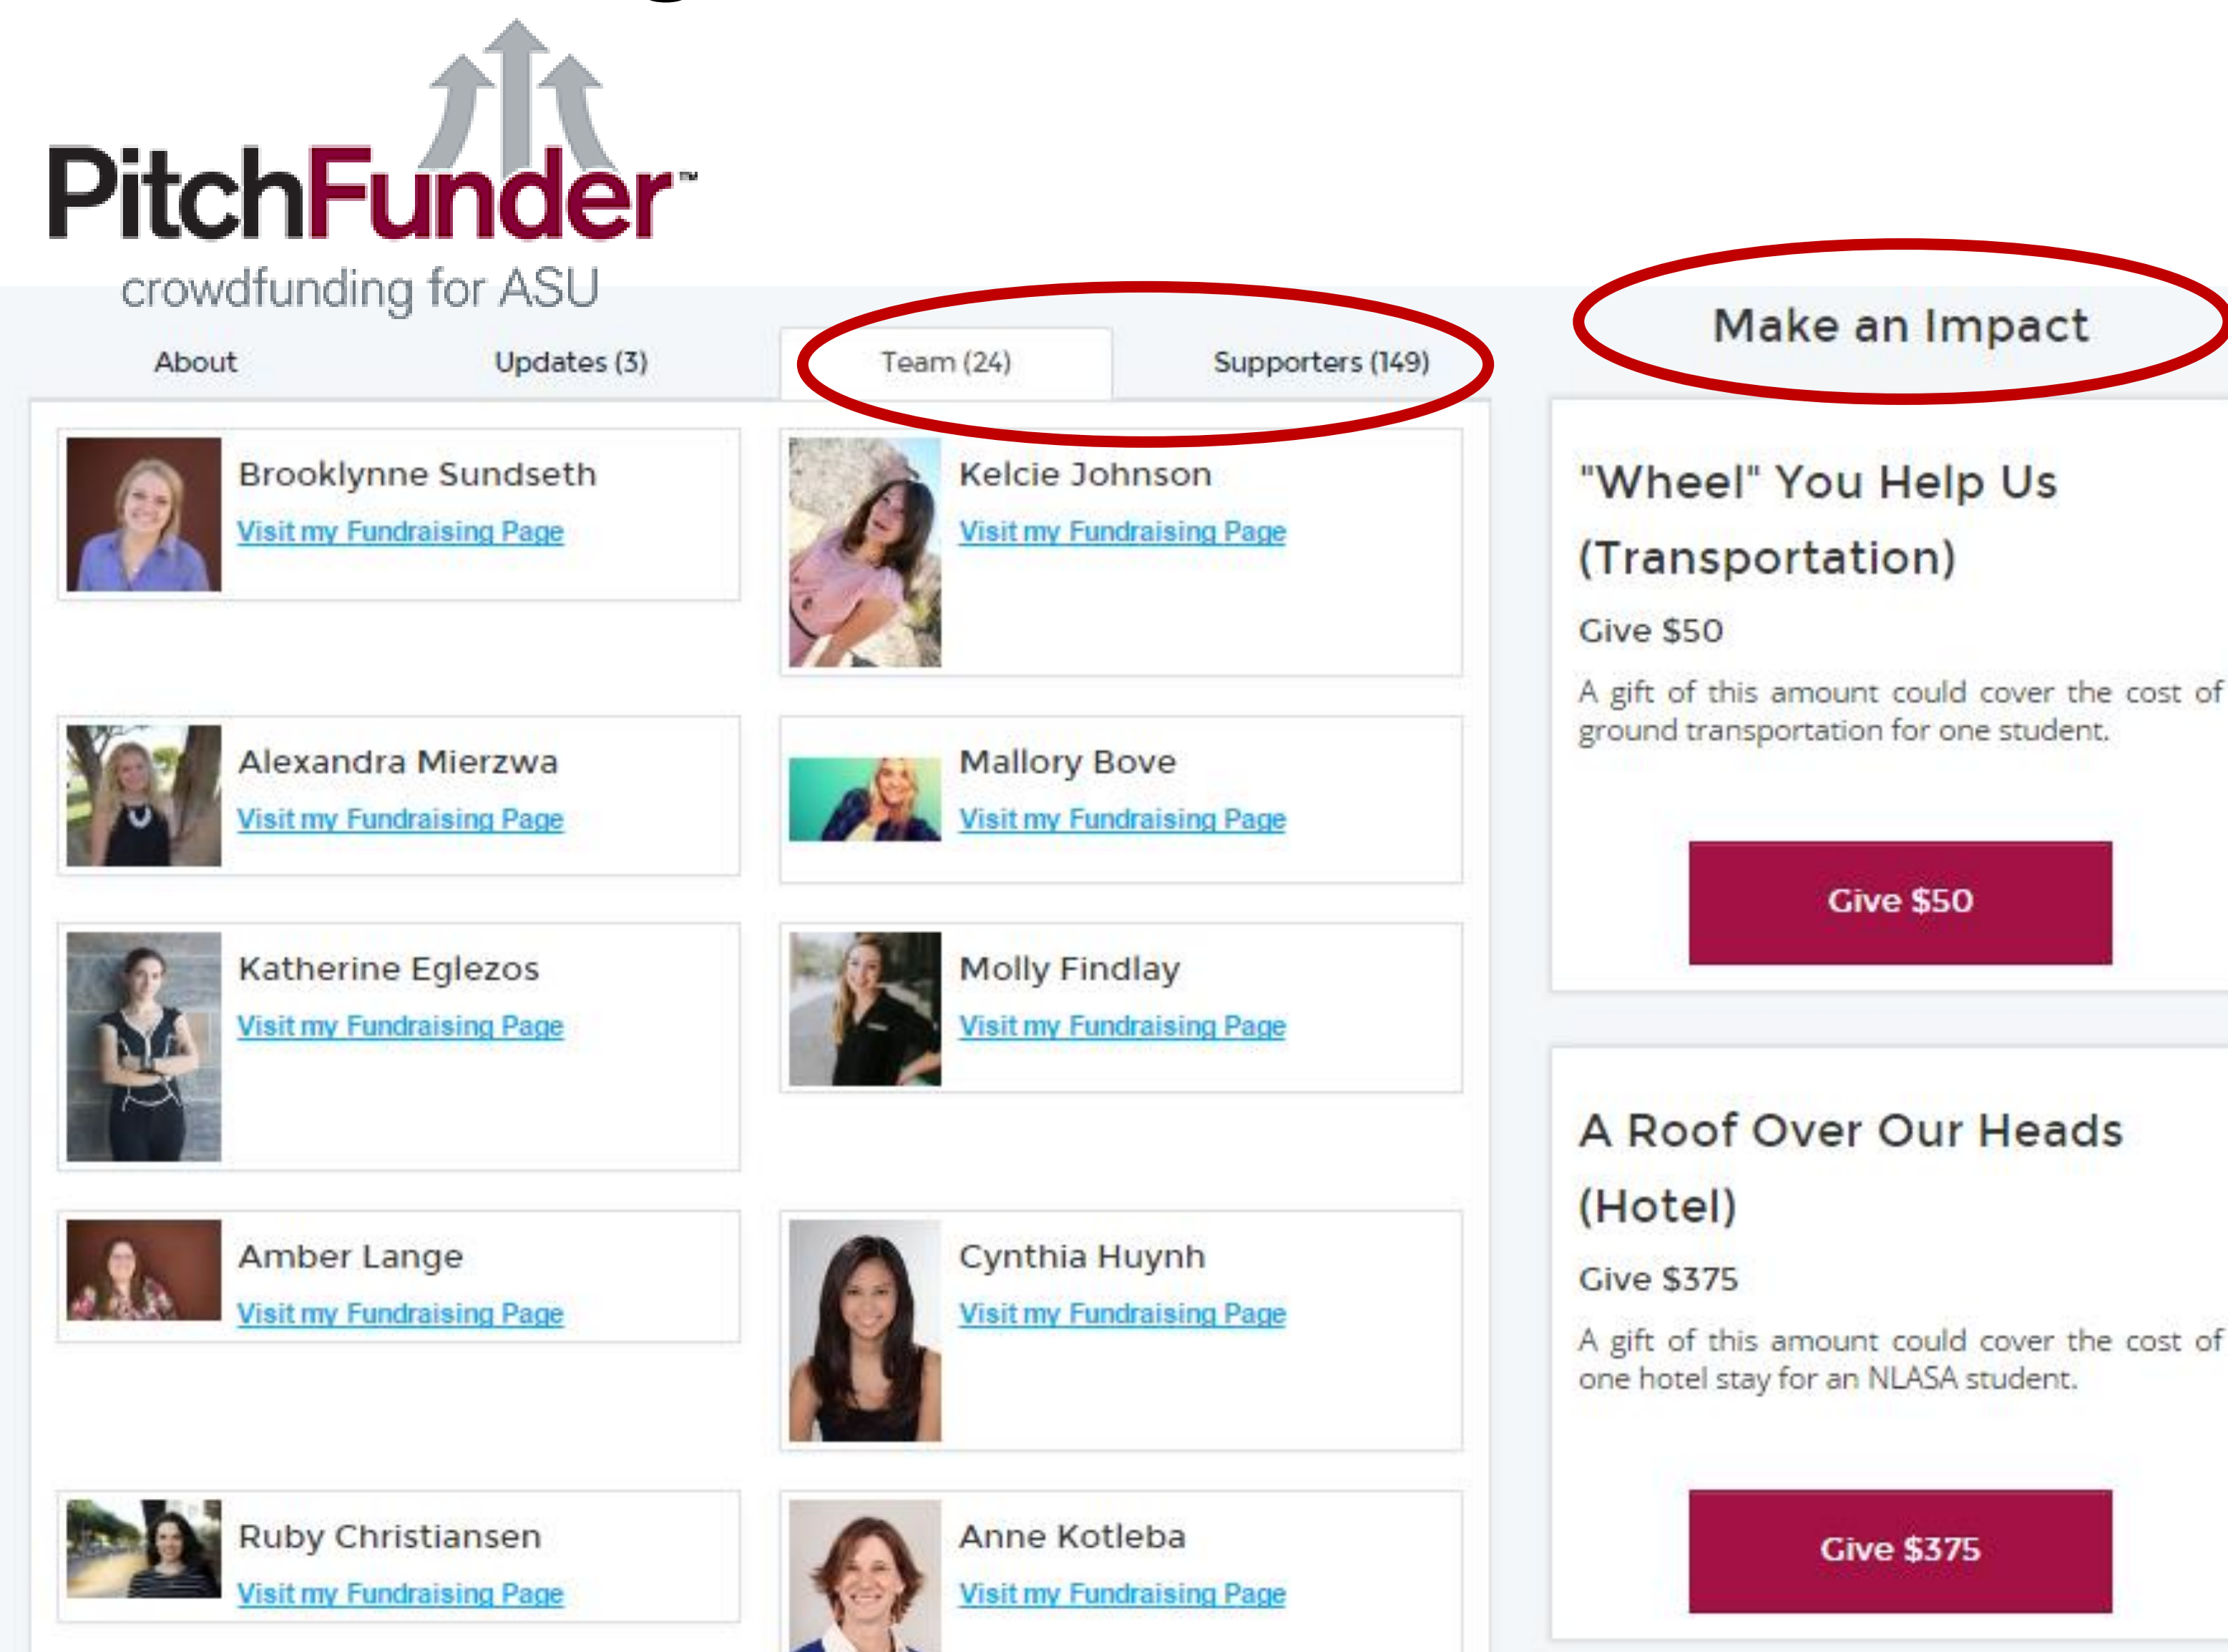 PitchFunder™
crowdfunding for ASU
About
Updates (3)
Team (24)
Supporters (149)
Brooklynne Sundseth
Visit my Fundraising Page
Kelcie Johnson
Visit my Fundraising Page
Alexandra Mierzwa
Visit my Fundraising Page
Mallory Bove
Visit my Fundraising Page
Katherine Eglezos
Visit my Fundraising Page
Molly Findlay
Visit my Fundraising Page
Amber Lange
Visit my Fundraising Page
Cynthia Huynh
Visit my Fundraising Page
Ruby Christiansen
Visit my Fundraising Page
Anne Kotleba
Visit my Fundraising Page
Make an Impact
"Wheel" You Help Us
(Transportation)
Give $50
A gift of this amount could cover the cost of
ground transportation for one student.
Give $50
A Roof Over Our Heads
(Hotel)
Give $375
A gift of this amount could cover the cost of
one hotel stay for an NLASA student.
Give $375